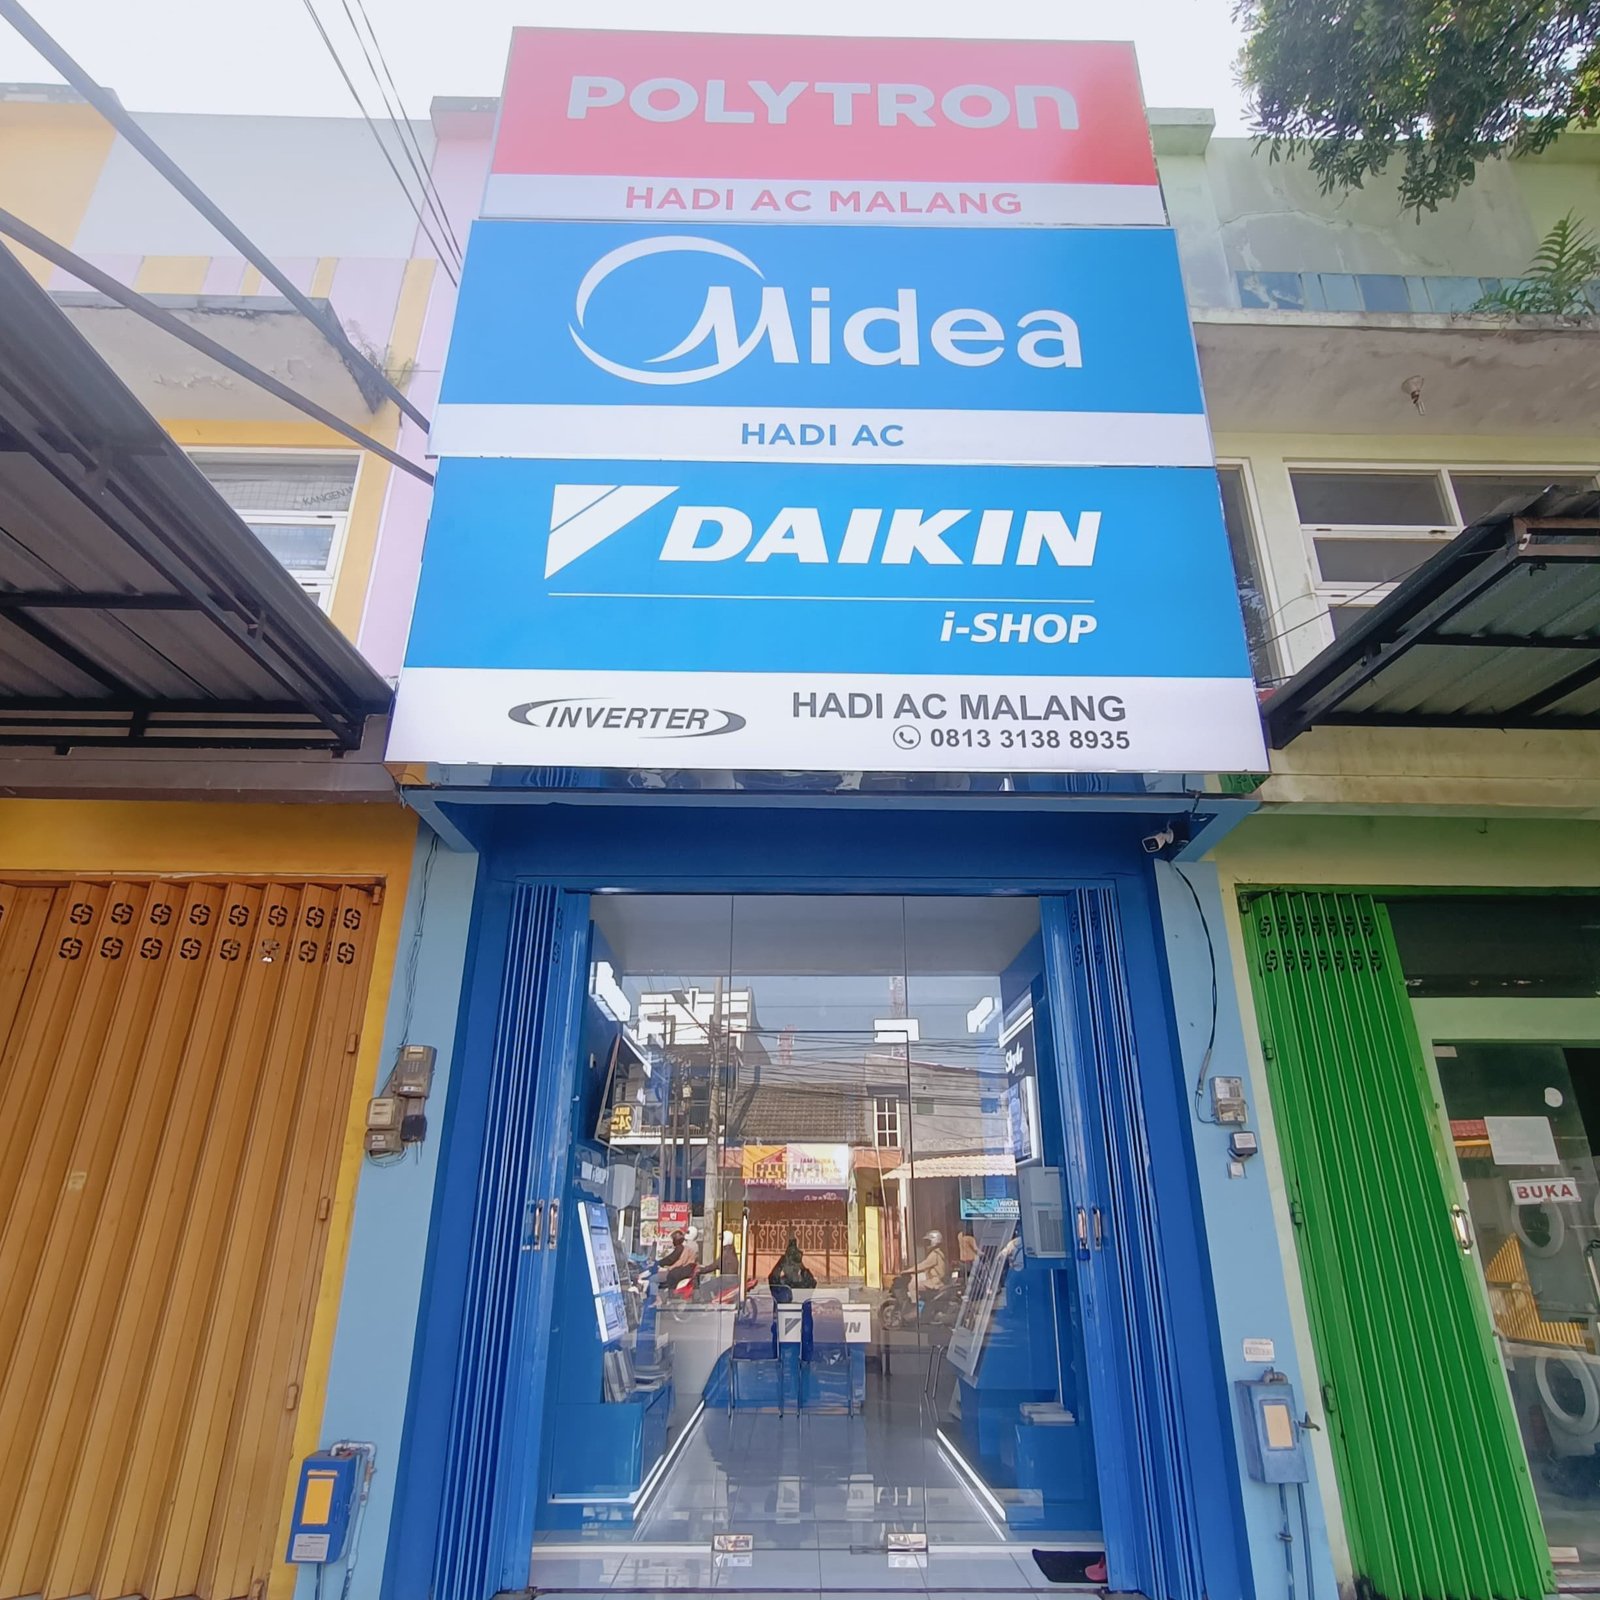 POLYTRON
HADI AC MALANG
Midea
HADI AC
DAIKIN
i-SHOP
INVERTER
HADI AC MALANG
0813 3138 8935
BUKA